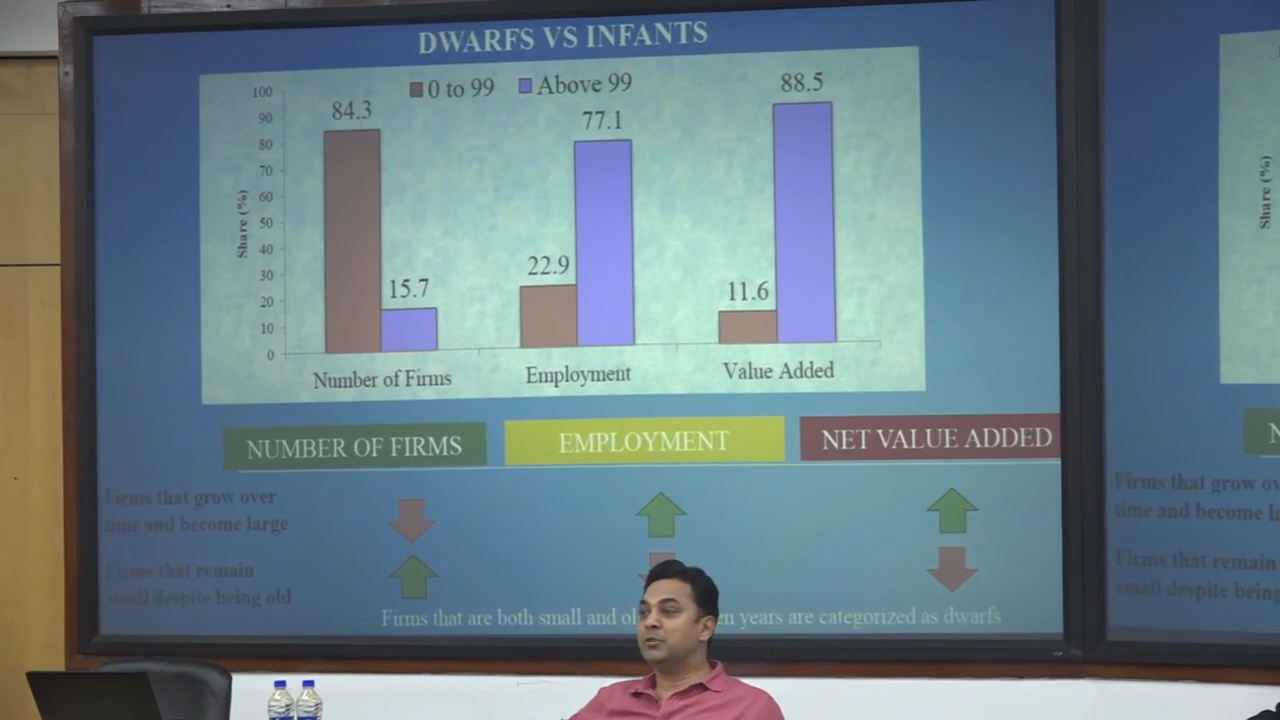 DWARFS VS INFANTS
0 to 99
Above 99
Share (%)
100
90
80
70
60
50
40
30
20
10
0
84.3
15.7
22.9
77.1
11.6
88.5
Number of Firms
Employment
Value Added
NUMBER OF FIRMS
EMPLOYMENT
NET VALUE ADDED
Firms that grow over
time and become large
Firms that remain
small despite being old
Firms that are both small and years are categorized as dwarfs
Share (%)
Firms that grow
time and become
Firms that remain
small despite being